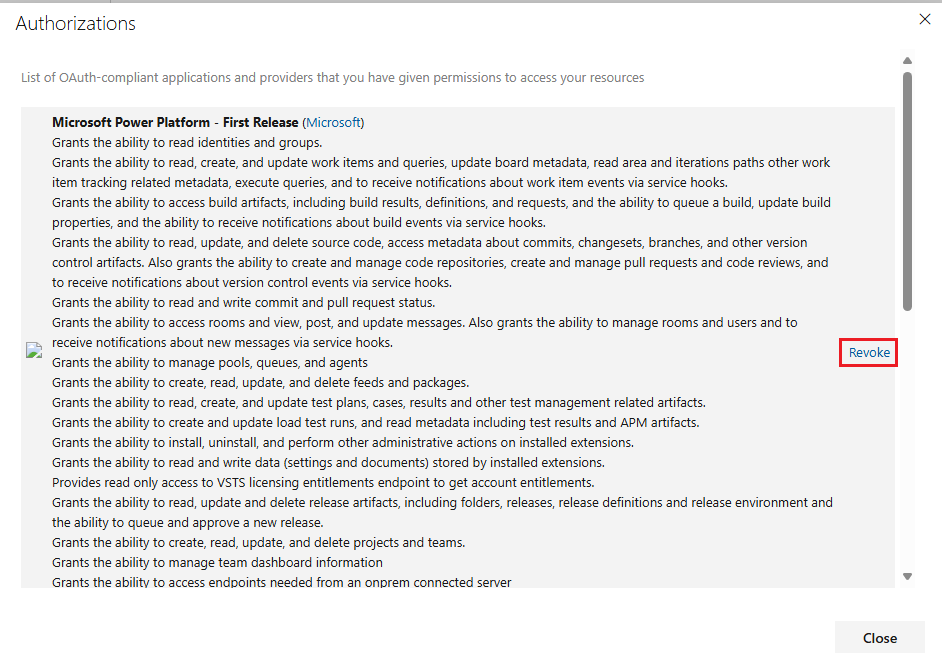 Authorizations
List of OAuth-compliant applications and providers that you have given permissions to access your resources
Microsoft Power Platform - First Release (Microsoft)
Grants the ability to read identities and groups.
Grants the ability to read, create, and update work items and queries, update board metadata, read area and iterations paths other work
item tracking related metadata, execute queries, and to receive notifications about work item events via service hooks.
Grants the ability to access build artifacts, including build results, definitions, and requests, and the ability to queue a build, update build
properties, and the ability to receive notifications about build events via service hooks.
Grants the ability to read, update, and delete source code, access metadata about commits, changesets, branches, and other version
control artifacts. Also grants the ability to create and manage code repositories, create and manage pull requests and code reviews, and
to receive notifications about version control events via service hooks.
Grants the ability to read and write commit and pull request status.
Grants the ability to access rooms and view, post, and update messages. Also grants the ability to manage rooms and users and to
receive notifications about new messages via service hooks.
Revoke
Grants the ability to manage pools, queues, and agents
Grants the ability to create, read, update, and delete feeds and packages.
Grants the ability to read, create, and update test plans, cases, results and other test management related artifacts.
Grants the ability to create and update load test runs, and read metadata including test results and APM artifacts.
Grants the ability to install, uninstall, and perform other administrative actions on installed extensions.
Grants the ability to read and write data (settings and documents) stored by installed extensions.
Provides read only access to VSTS licensing entitlements endpoint to get account entitlements.
Grants the ability to read, update and delete release artifacts, including folders, releases, release definitions and release environment and
the ability to queue and approve a new release.
Grants the ability to create, read, update, and delete projects and teams.
Grants the ability to manage team dashboard information
Grants the ability to access endpoints needed from an onprem connected server
Close